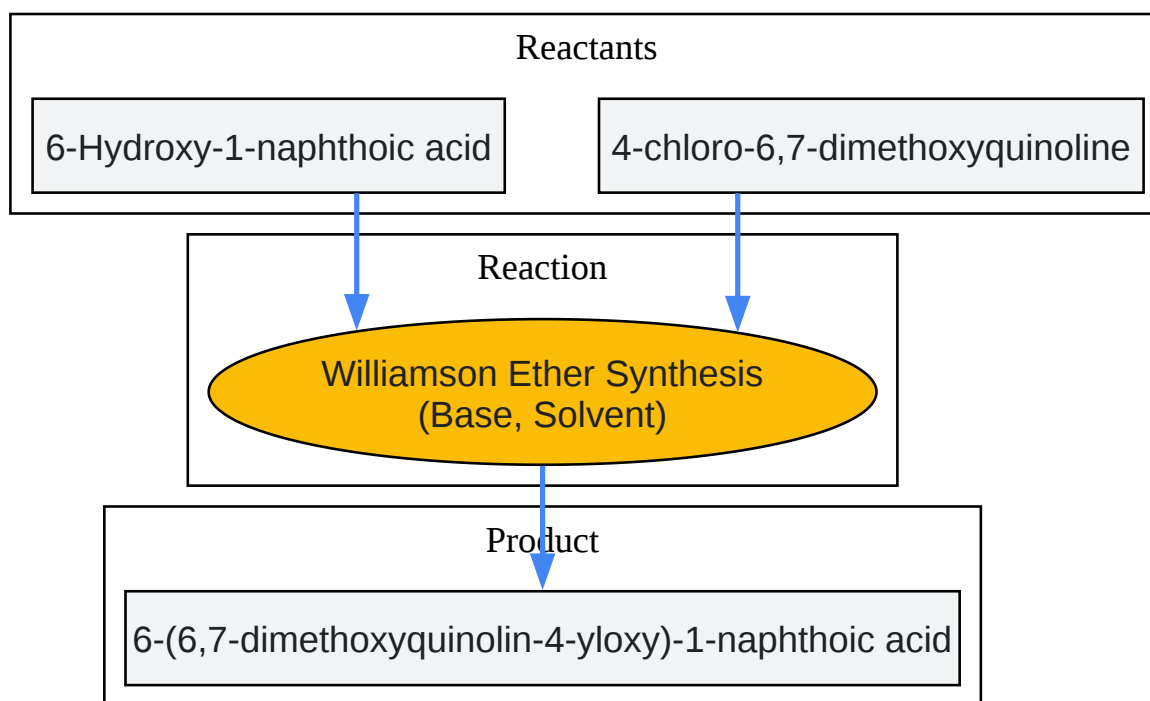 Reactants
6-Hydroxy-1-naphthoic acid
4-chloro-6,7-dimethoxyquinoline
Reaction
Williamson Ether Synthesis
(Base, Solvent)
Product
6-(6,7-dimethoxyquinolin-4-yloxy)-1-naphthoic acid